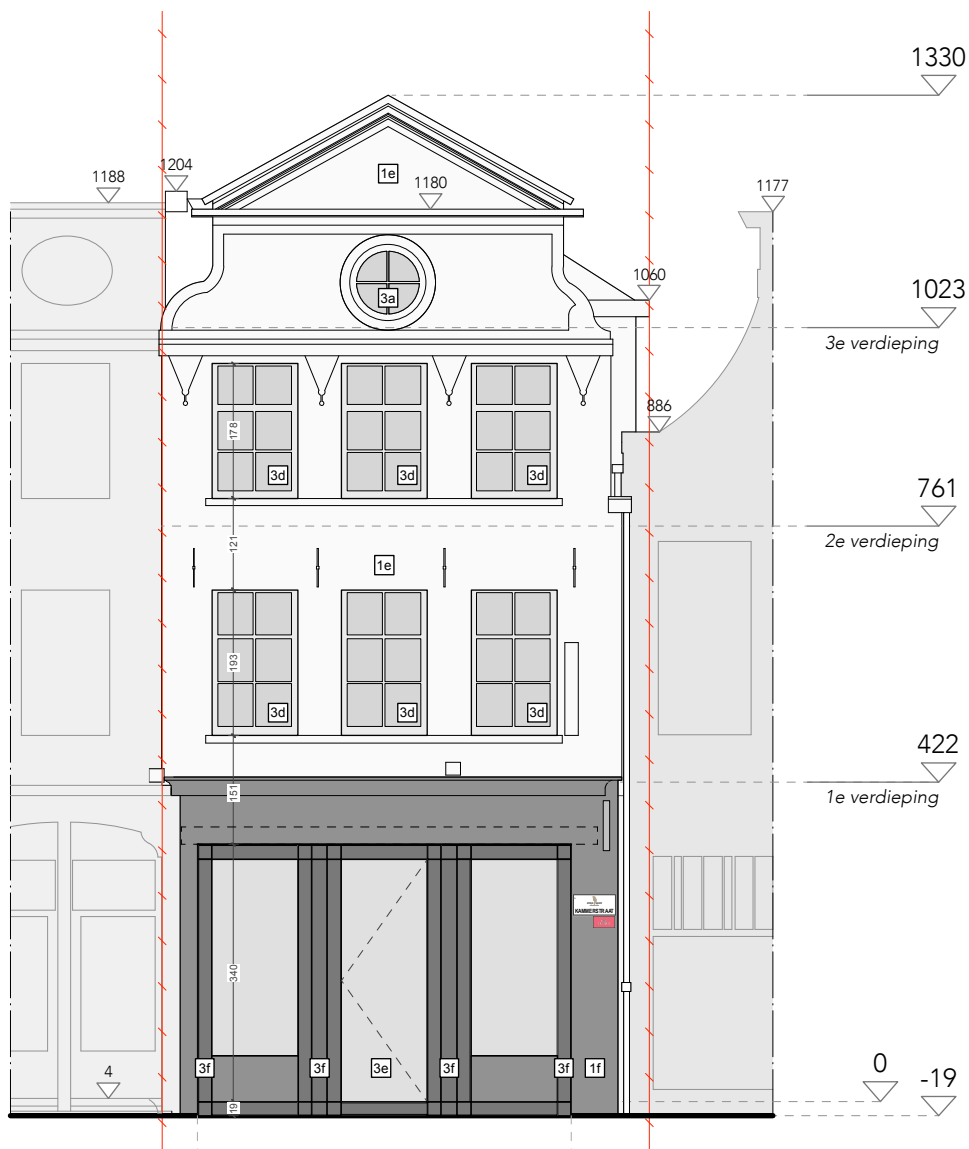 1330
1204
1188
1e
1180
1177
1060
3a
1023
3e verdieping
886
178
3d
3d
3d
761
121
2e verdieping
1e
193
3d
3d
3d
422
151
1e verdieping
KAMMERSTRAAT
340
3f
3f
3e
3f
3f
1f
4
0
-19
19